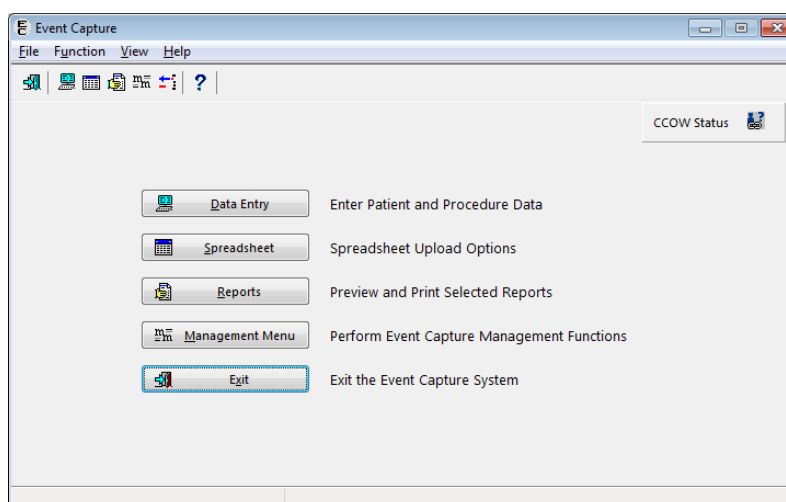 Event Capture
File Function View Help
CCOW Status
Data Entry Enter Patient and Procedure Data
Spreadsheet Spreadsheet Upload Options
Reports Preview and Print Selected Reports
Management Menu Perform Event Capture Management Functions
Exit Exit the Event Capture System